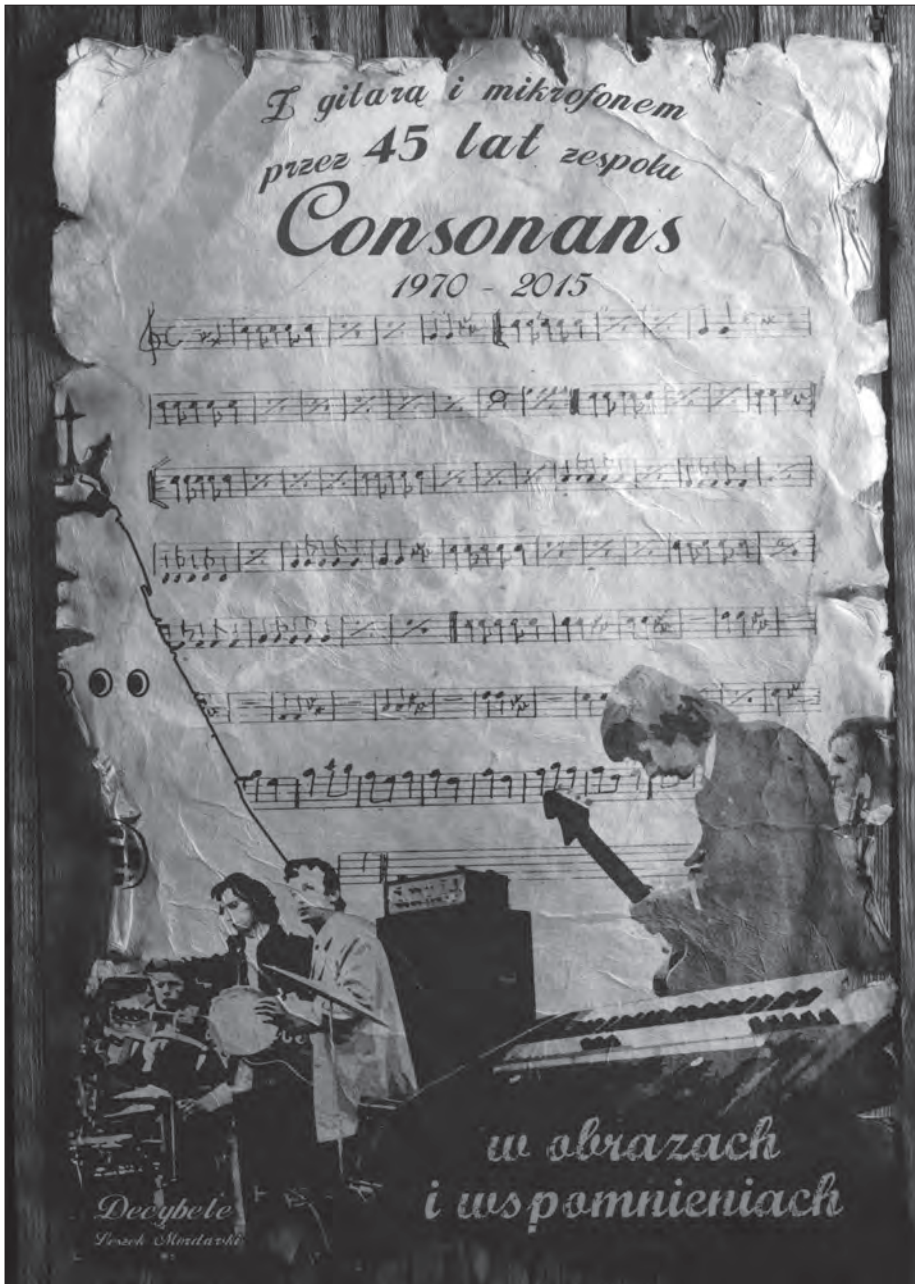 Z gitarą i mikrofonem
przez 45 lat zespołu
Consonans
1970 - 2015
w obrazach
i wspomnieniach
Decybele
Leszek Mordarski